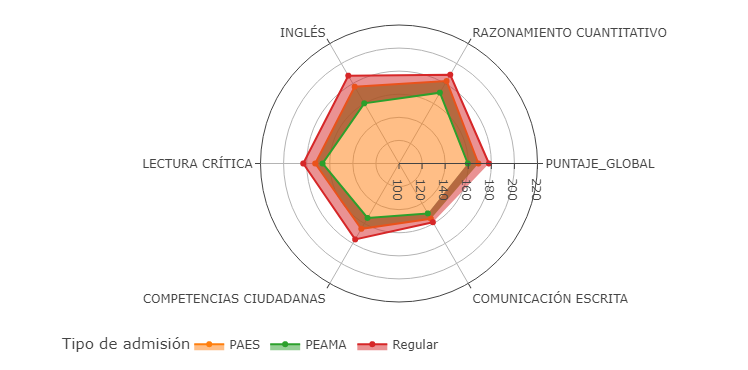 INGLÉS
RAZONAMIENTO CUANTITATIVO
LECTURA CRÍTICA
PUNTAJE_GLOBAL
100
120
140
160
180
200
220
COMPETENCIAS CIUDADANAS
COMUNICACIÓN ESCRITA
Tipo de admisión
PAES
PEAMA
Regular